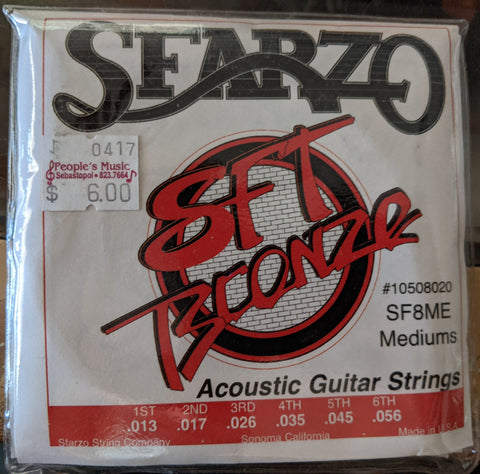 SFARZO
0417
People's Music
Sebastopol • 823.7664
$ 6.00
SFT
BRONZE
#10508020
SF8ME
Mediums
Acoustic Guitar Strings
1ST 2ND 3RD 4TH 5TH 6TH
.013 .017 .026 .035 .045 .056
Sfarzo String Company Sonoma California Made in U.S.A.